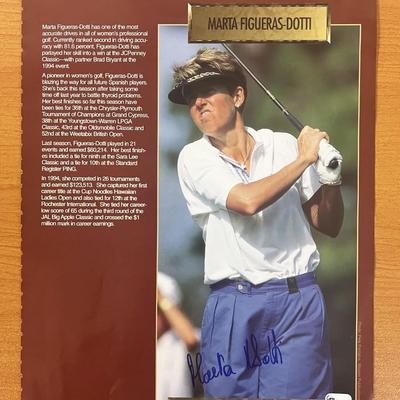 MARTA FIGUERAS-DOTTI
Marta Figueras-Dotti has one of the most
accurate drives in all of women's professional
golf. Currently ranked second in driving accu-
racy with 81.6 percent, Figueras-Dotti has
portayed her skill into a win at the JCPenney
Classic—with partner Brad Bryant at the
1994 event.
A pioneer in women's golf, Figueras-Dotti is
blazing the way for all future Spanish players.
She's back this season after taking some
time off last year to battle thyroid problems.
Her best finishes so far this season have
been ties for 36th at the Chrysler-Plymouth
Tournament of Champions at Grand Cypress,
38th at the Youngstown-Warren LPGA
Classic, 43rd at the Oldsmobile Classic and
52nd at the Weetabix British Open.
Last season, Figueras-Dotti played in 21
events and earned $60,214. Her best finish-
es included a tie for ninth at the Sara Lee
Classic and a tie for 10th at the Standard
Register PING.
In 1994, she competed in 26 tournaments
and earned $123,513. She captured her first
career title at the Cup Noodles Hawaiian
Ladies Open and also tied for 12th at the
Rochester International. She tied her career-
low score of 65 during the third round of the
JAL Big Apple Classic and crossed the $1
million mark in career earnings.
Marta Dotti